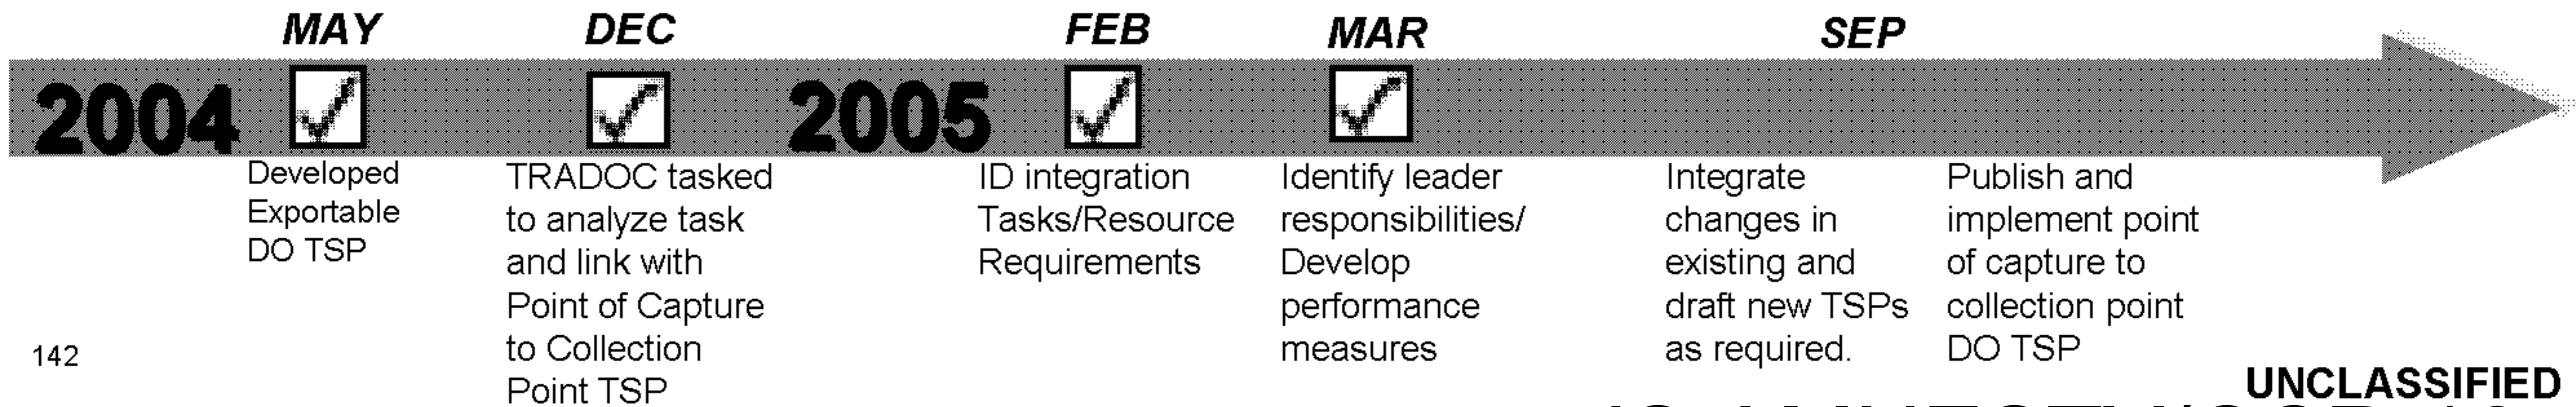 MAY DEC FEB MAR SEP
2004 2005
Developed
Exportable
DO TSP
TRADOC tasked
to analyze task
and link with
Point of Capture
to Collection
Point TSP
ID integration
Tasks/Resource
Requirements
Identify leader
responsibilities/
Develop
performance
measures
Integrate
changes in
existing and
draft new TSPs
as required.
Publish and
implement point
of capture to
collection point
DO TSP
142
UNCLASSIFIED